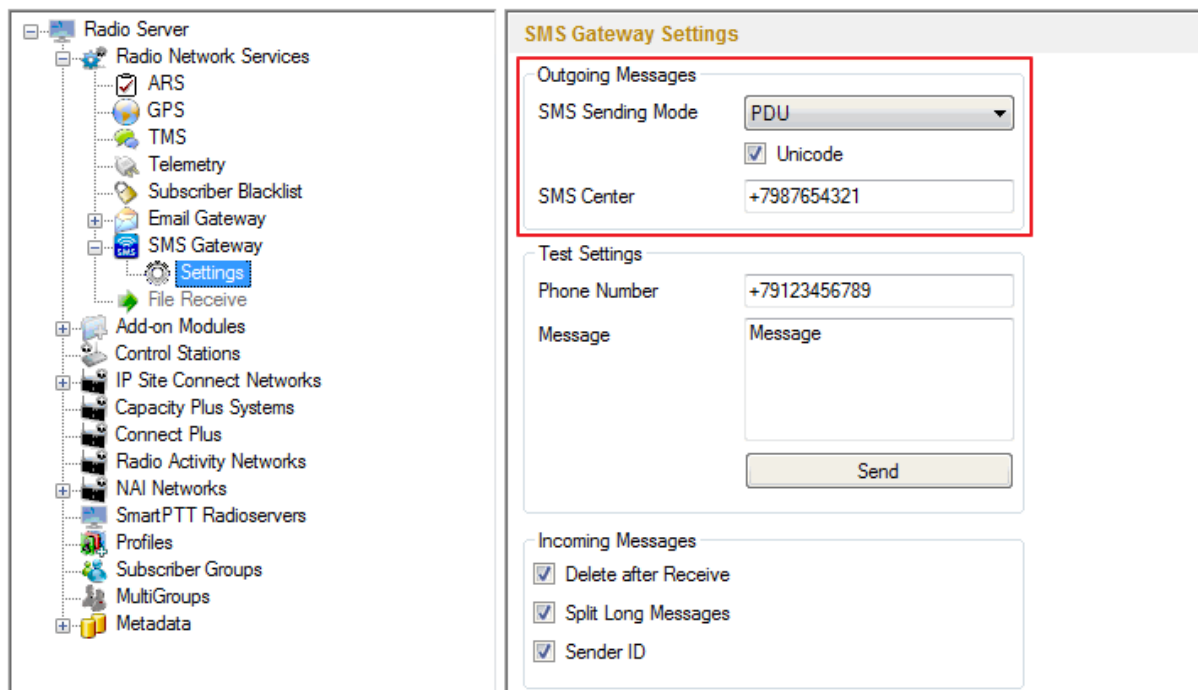 Radio Server
Radio Network Services
ARS
GPS
TMS
Telemetry
Subscriber Blacklist
Email Gateway
SMS Gateway
Settings
File Receive
Add-on Modules
Control Stations
IP Site Connect Networks
Capacity Plus Systems
Connect Plus
Radio Activity Networks
NAI Networks
SmartPTT Radioservers
Profiles
Subscriber Groups
MultiGroups
Metadata
SMS Gateway Settings
Outgoing Messages
SMS Sending Mode PDU
Unicode
SMS Center +7987654321
Test Settings
Phone Number +79123456789
Message Message
Send
Incoming Messages
Delete after Receive
Split Long Messages
Sender ID